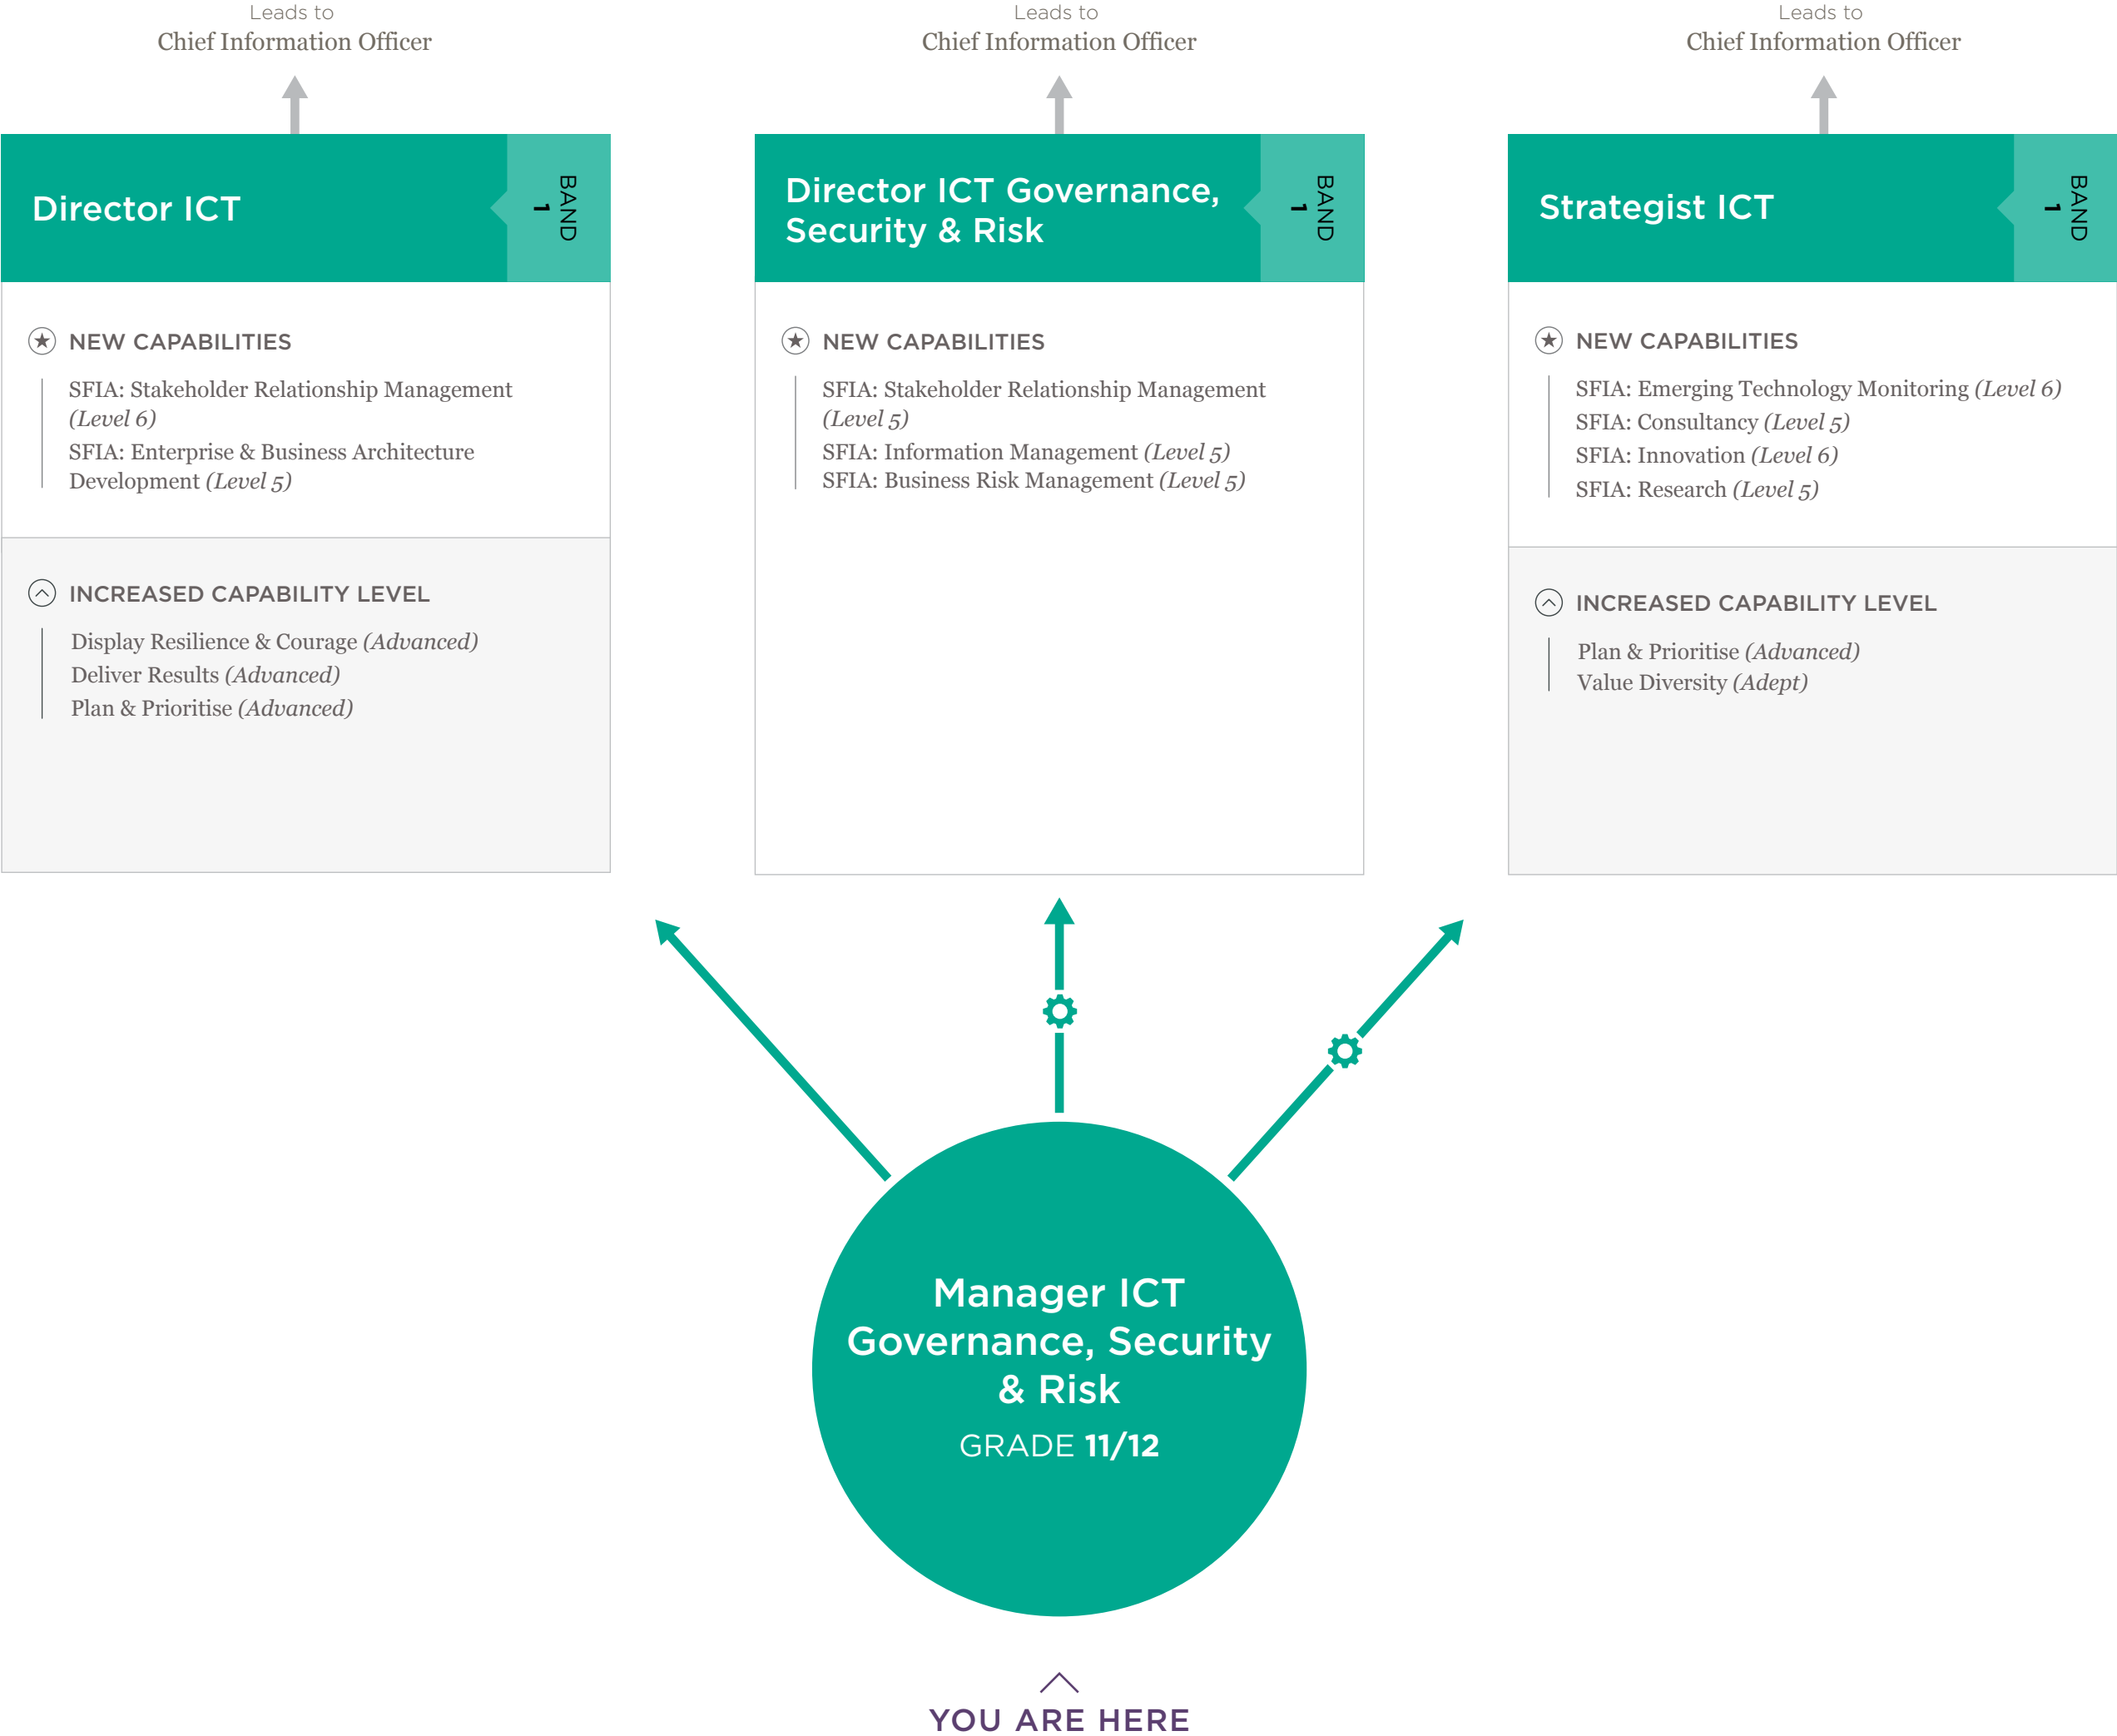 Leads to
Chief Information Officer
Leads to
Chief Information Officer
Leads to
Chief Information Officer
Director ICT
BAND
1
NEW CAPABILITIES
SFIA: Stakeholder Relationship Management
(Level 6)
SFIA: Enterprise & Business Architecture
Development (Level 5)
INCREASED CAPABILITY LEVEL
Display Resilience & Courage (Advanced)
Deliver Results (Advanced)
Plan & Prioritise (Advanced)
Director ICT Governance,
Security & Risk
BAND
1
NEW CAPABILITIES
SFIA: Stakeholder Relationship Management
(Level 5)
SFIA: Information Management (Level 5)
SFIA: Business Risk Management (Level 5)
Strategist ICT
BAND
1
NEW CAPABILITIES
SFIA: Emerging Technology Monitoring (Level 6)
SFIA: Consultancy (Level 5)
SFIA: Innovation (Level 6)
SFIA: Research (Level 5)
INCREASED CAPABILITY LEVEL
Plan & Prioritise (Advanced)
Value Diversity (Adept)
Manager ICT
Governance, Security
& Risk
GRADE 11/12
YOU ARE HERE